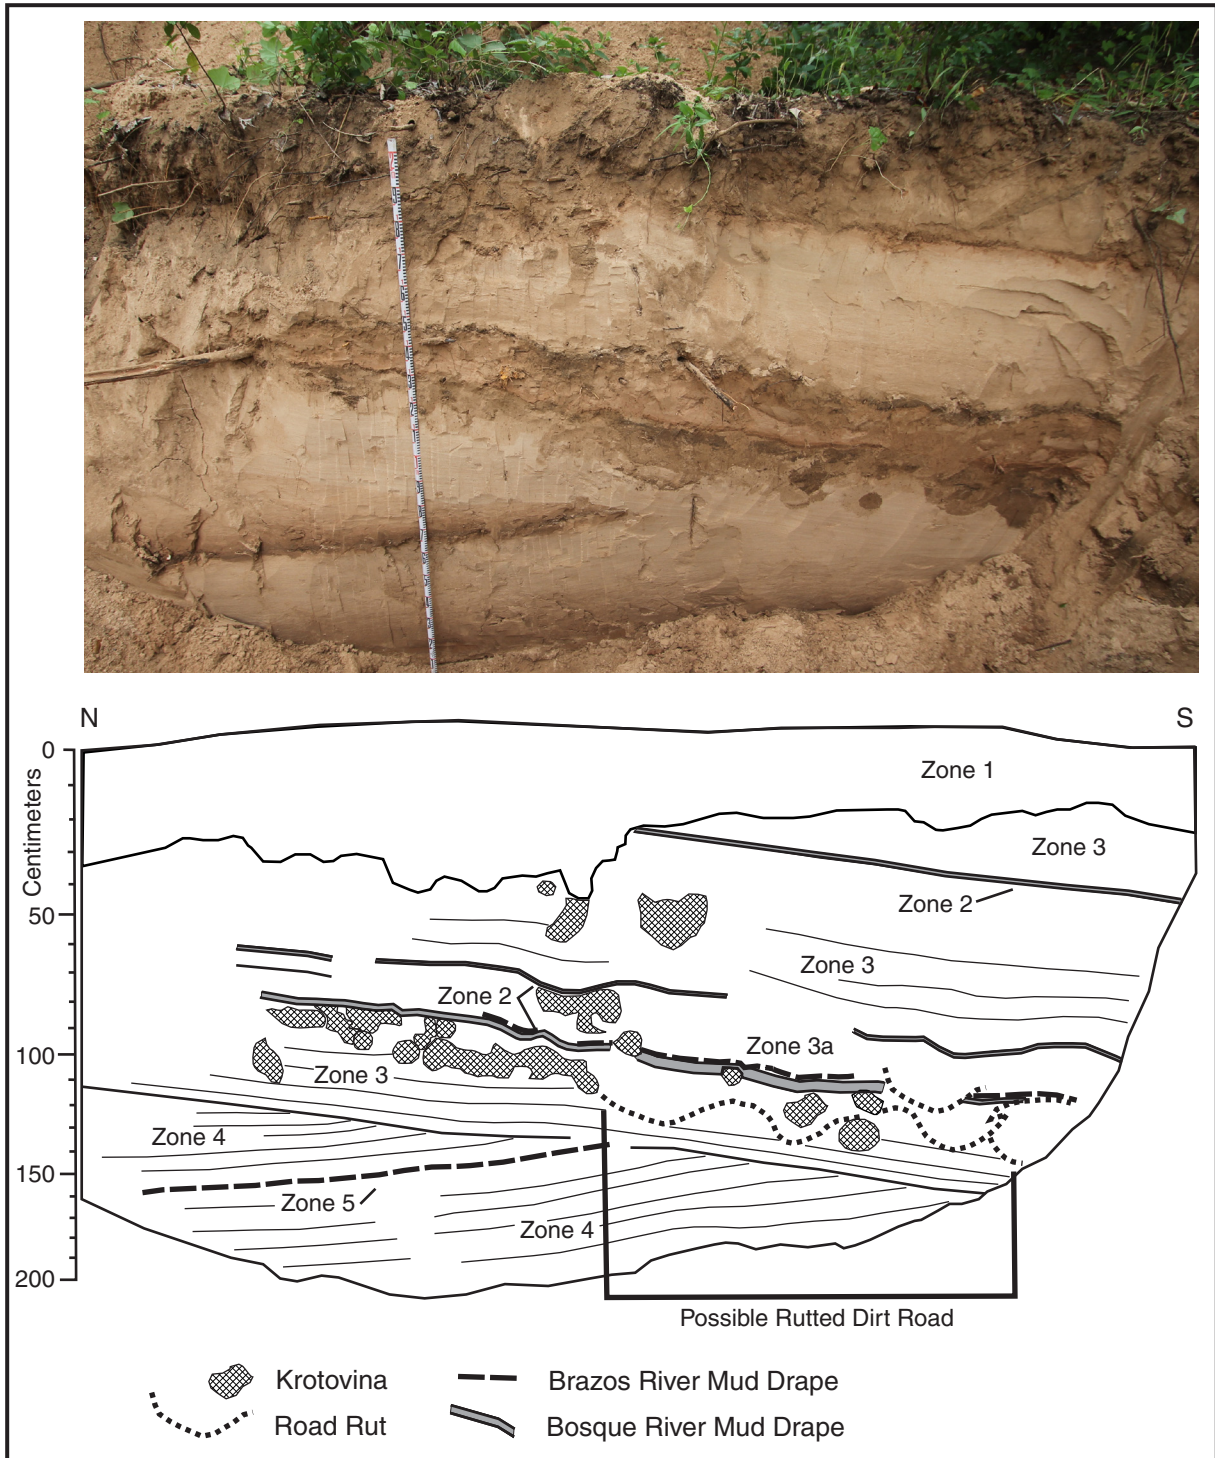 N
S
0
Centimeters
Zone 1
Zone 3
Zone 2
50
Zone 3
Zone 2
Zone 3a
100
Zone 3
Zone 4
150
Zone 5
Zone 4
200
Possible Rutted Dirt Road
Krotovina
Brazos River Mud Drape
Road Rut
Bosque River Mud Drape